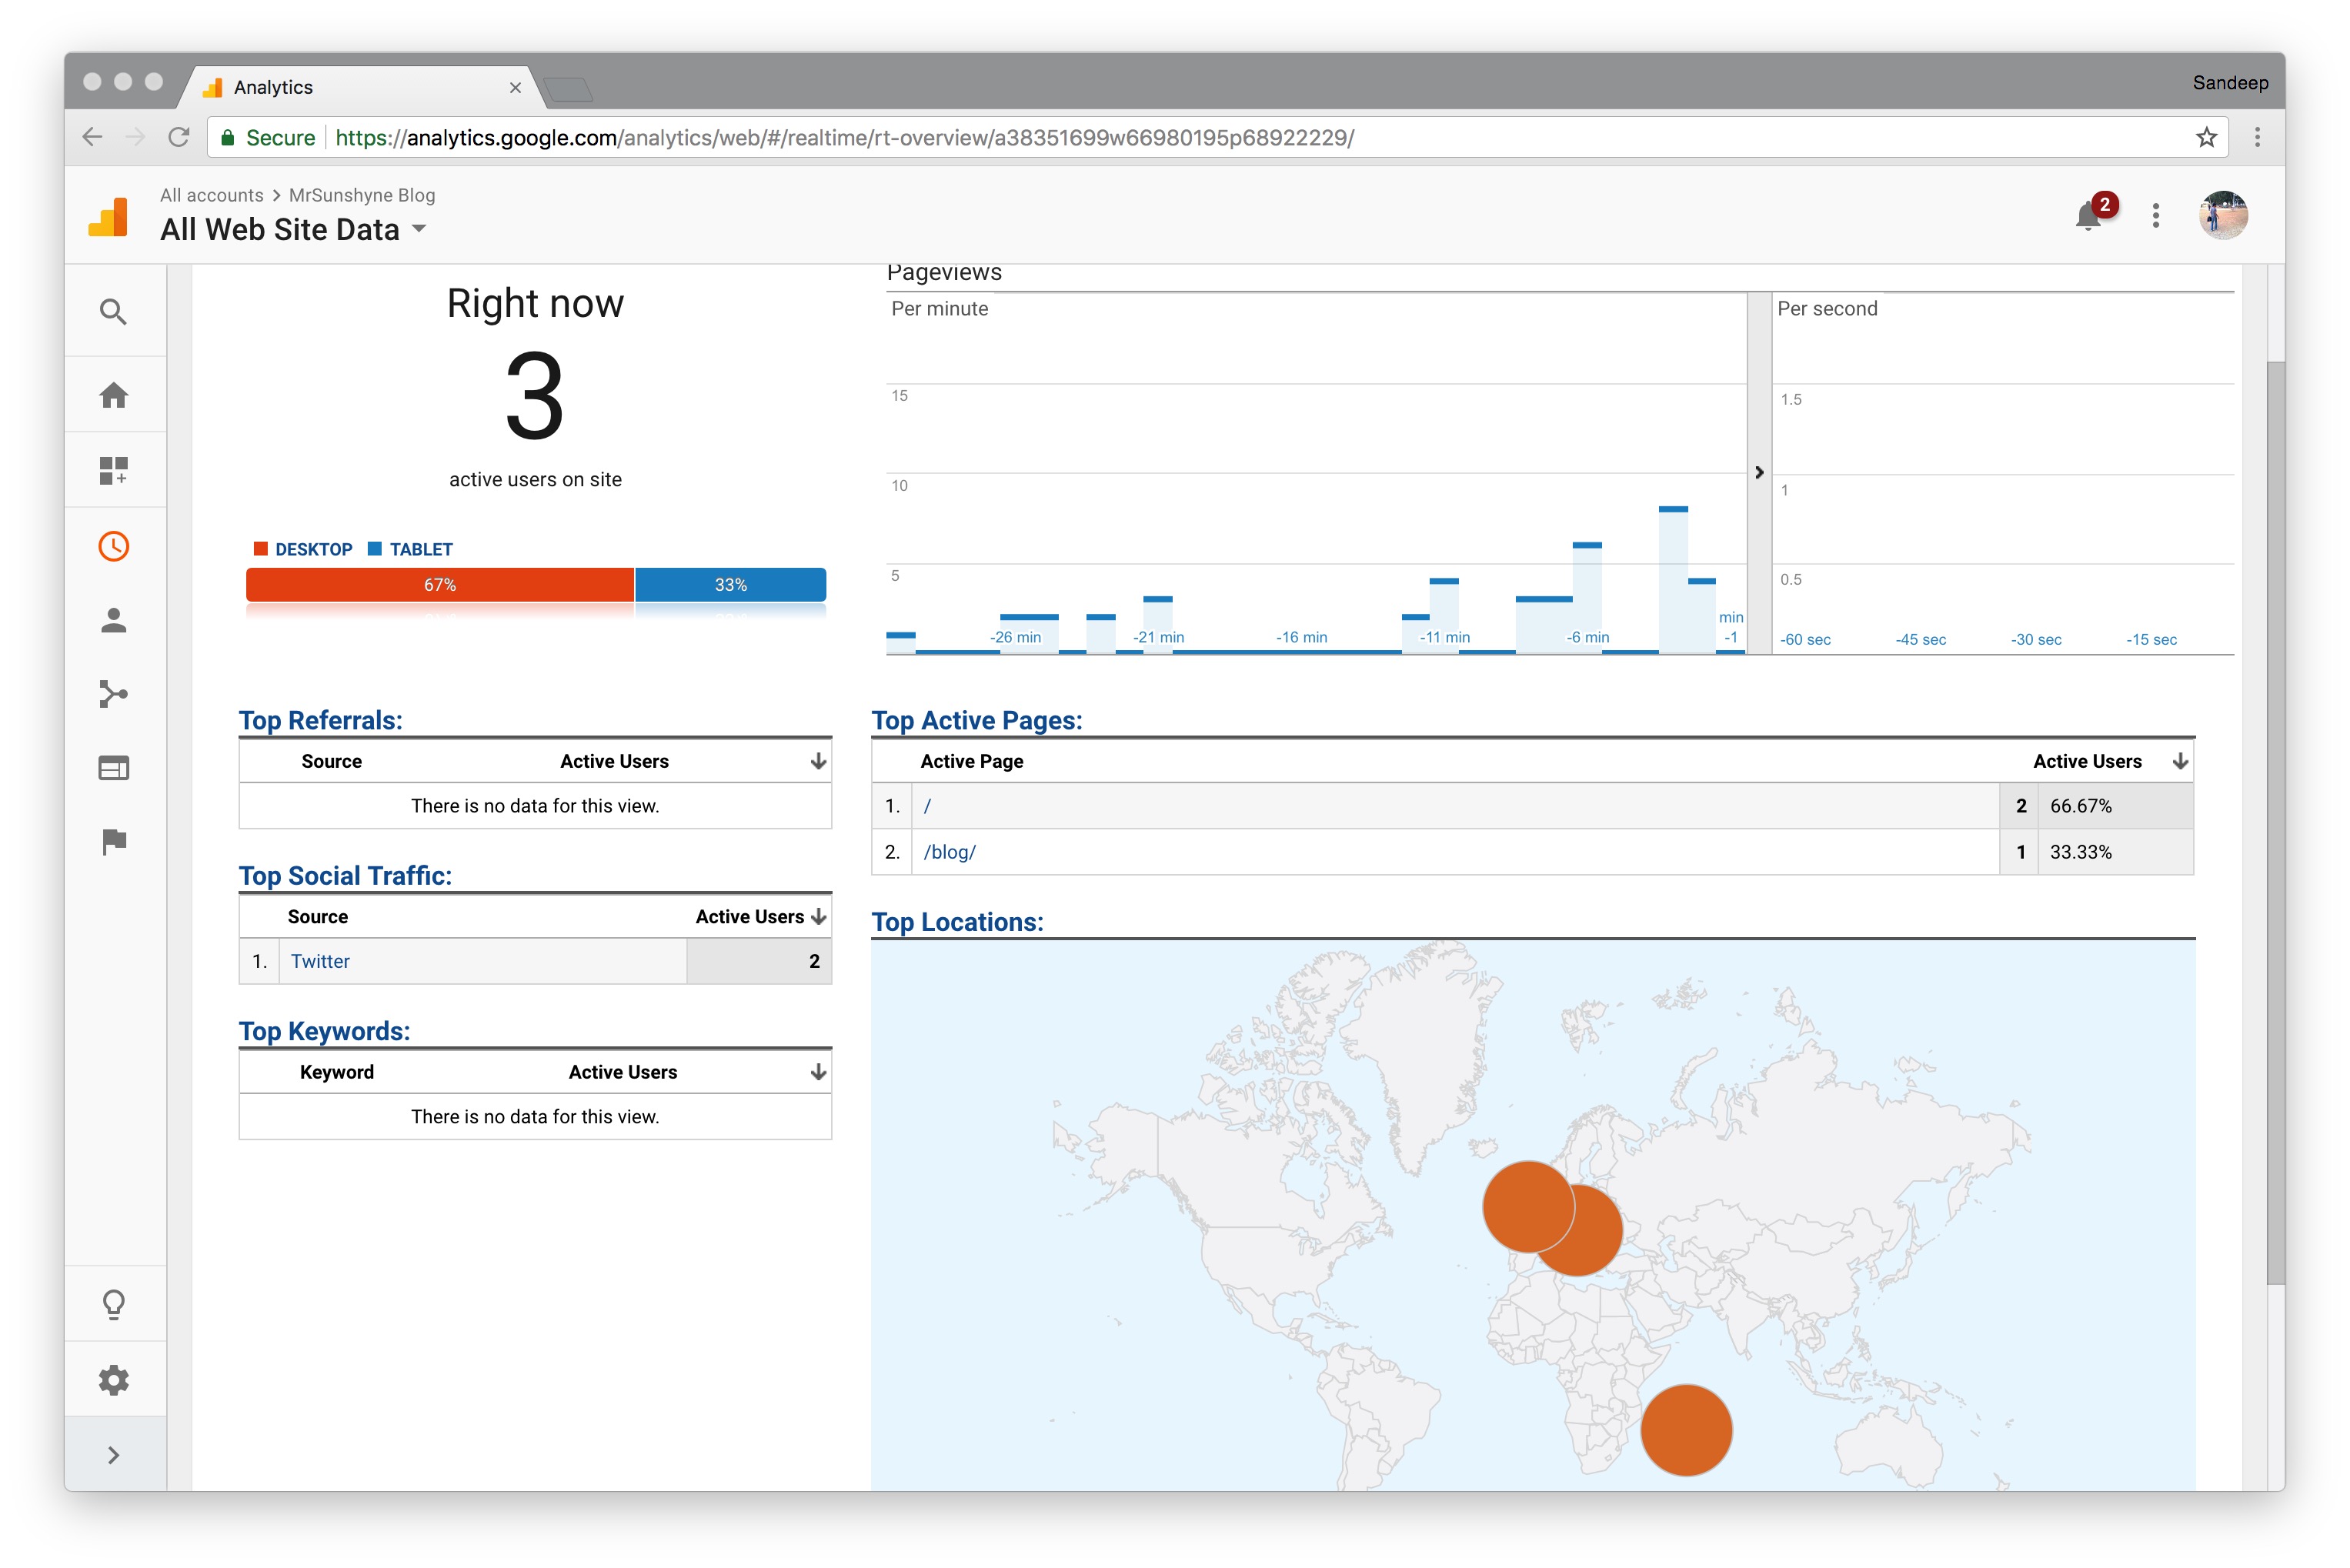 Analytics
Sandeep
Secure https://analytics.google.com/analytics/web/#/realtime/rt-overview/a38351699w66980195p68922229/
All accounts > MrSunshyne Blog
All Web Site Data
2
Right now
3
active users on site
DESKTOP TABLET
67% 33%
Pageviews
Per minute
15
10
5
-26 min -21 min -16 min -11 min -6 min min
-1
Per second
1.5
1
0.5
-60 sec -45 sec -30 sec -15 sec
Top Referrals:
Source Active Users
There is no data for this view.
Top Social Traffic:
Source Active Users
1. Twitter 2
Top Keywords:
Keyword Active Users
There is no data for this view.
Top Active Pages:
Active Page Active Users
1. / 2 66.67%
2. /blog/ 1 33.33%
Top Locations: